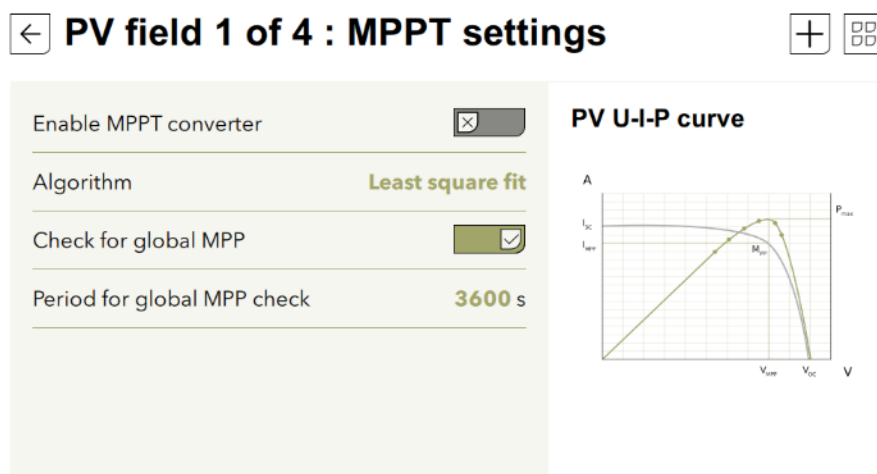 PV field 1 of 4 : MPPT settings
Enable MPPT converter
Algorithm Least square fit
Check for global MPP
Period for global MPP check 3600 s
PV U-I-P curve
A
Pmax
ISC
IMPP
MPP
VMPP VOC V